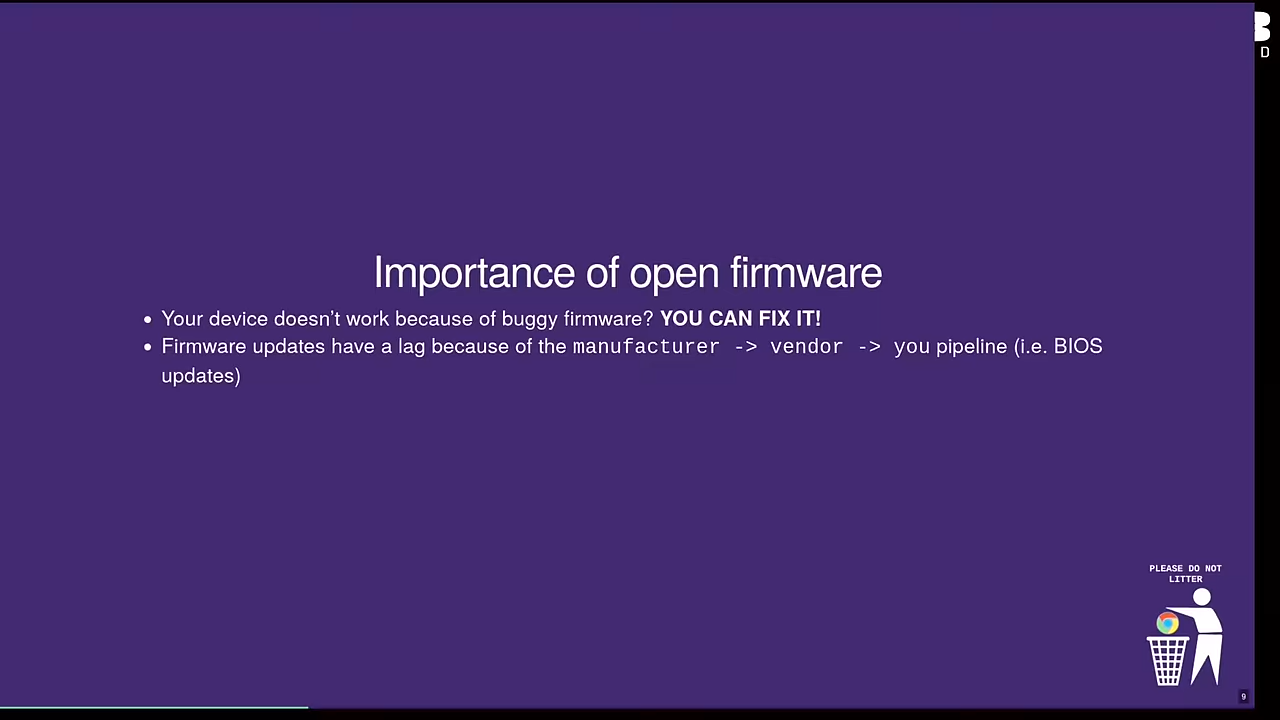 Importance of open firmware
• Your device doesn’t work because of buggy firmware? YOU CAN FIX IT!
• Firmware updates have a lag because of the manufacturer -> vendor -> you pipeline (i.e. BIOS
updates)
PLEASE DO NOT
LITTER
9
D